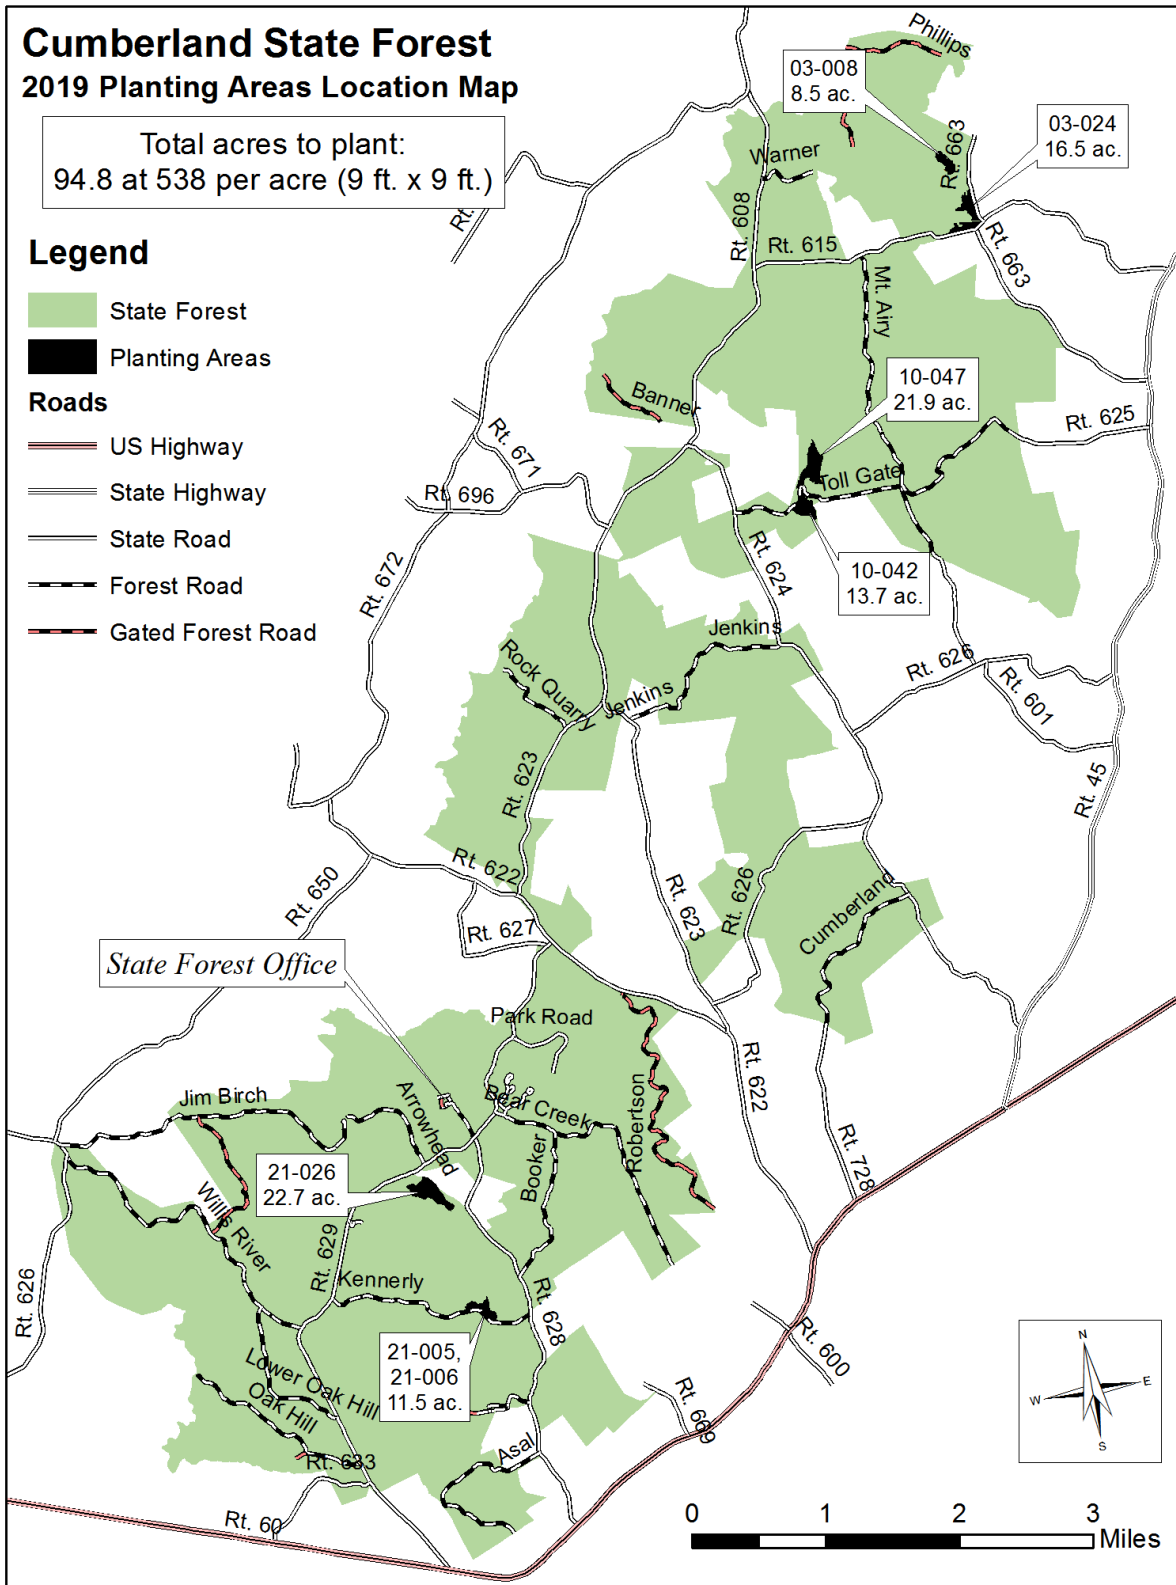 Cumberland State Forest
2019 Planting Areas Location Map
Total acres to plant:
94.8 at 538 per acre (9 ft. x 9 ft.)
Legend
State Forest
Planting Areas
Roads
US Highway
State Highway
State Road
Forest Road
Gated Forest Road
Phillips
03-008
8.5 ac.
03-024
16.5 ac.
Rt. 663
Warner
Rt.
Rt. 608
Rt. 615
Rt. 663
Mt. Airy
Banner
10-047
21.9 ac.
Rt. 625
Rt. 671
Rt. 696
Toll Gate
Rt. 672
Rt. 624
10-042
13.7 ac.
Jenkins
Rock Quarry
Jenkins
Rt. 626
Rt. 601
Rt. 623
Rt. 45
Rt. 622
Rt. 650
Rt. 623
Rt. 626
Cumberland
Rt. 627
State Forest Office
Park Road
Rt. 622
Jim Birch
Arrowhead
Bear Creek
Robertson
Booker
Rt. 728
21-026
22.7 ac.
Willis River
Rt. 629
Kennerly
Rt. 626
Rt. 628
Rt. 600
21-005,
21-006
11.5 ac.
Lower Oak Hill
Oak Hill
Rt. 669
Asal
Rt. 633
Rt. 60
N
W
E
S
0
1
2
3
Miles